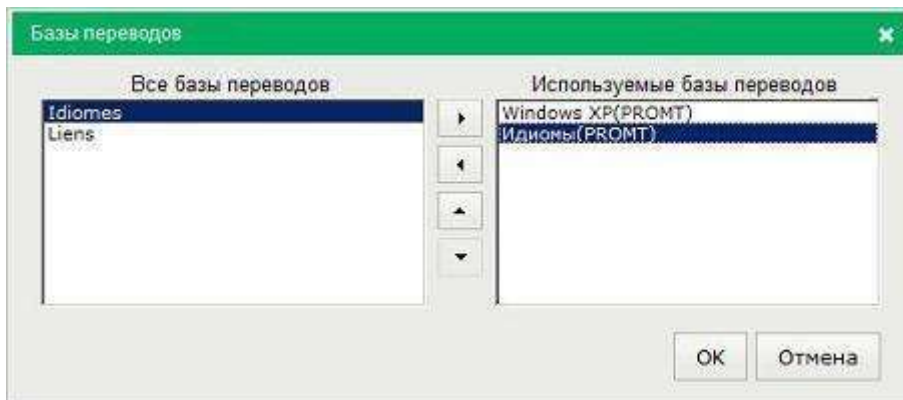 Базы переводов
Все базы переводов
Idiomes
Liens
Используемые базы переводов
Windows XP(PROMT)
Идиомы(PROMT)
OK
Отмена